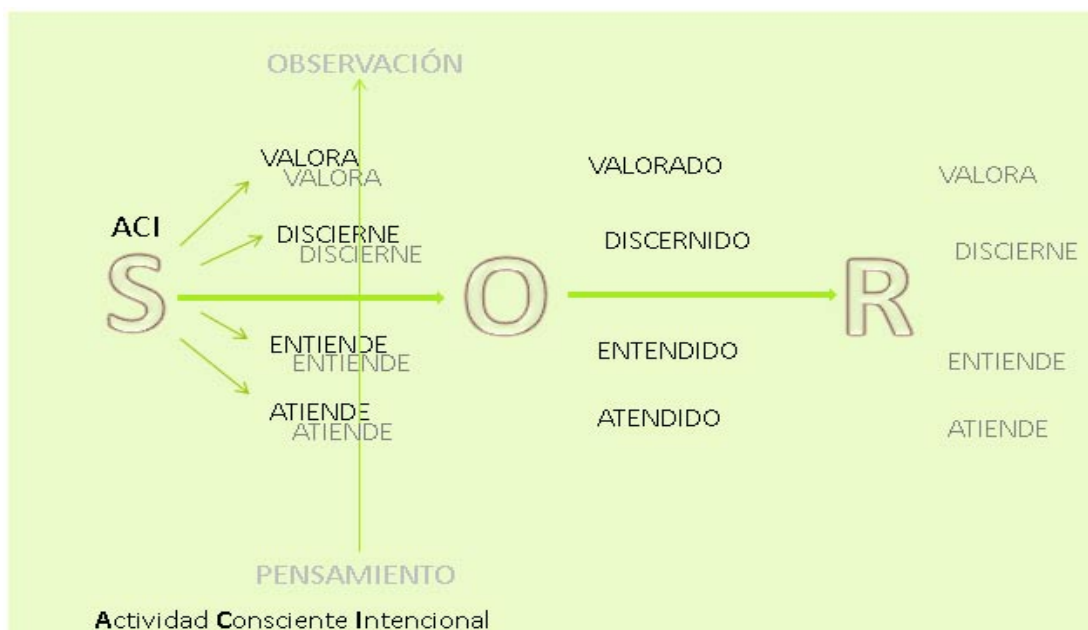 OBSERVACIÓN
VALORA
VALORA
VALORADO
VALORA
ACI
DISCIERNE
DISCIERNE
DISCERNIDO
DISCIERNE
S
O
R
ENTIENDE
ENTIENDE
ENTENDIDO
ENTIENDE
ATIENDE
ATIENDE
ATENDIDO
ATIENDE
PENSAMIENTO
Actividad Consciente Intencional